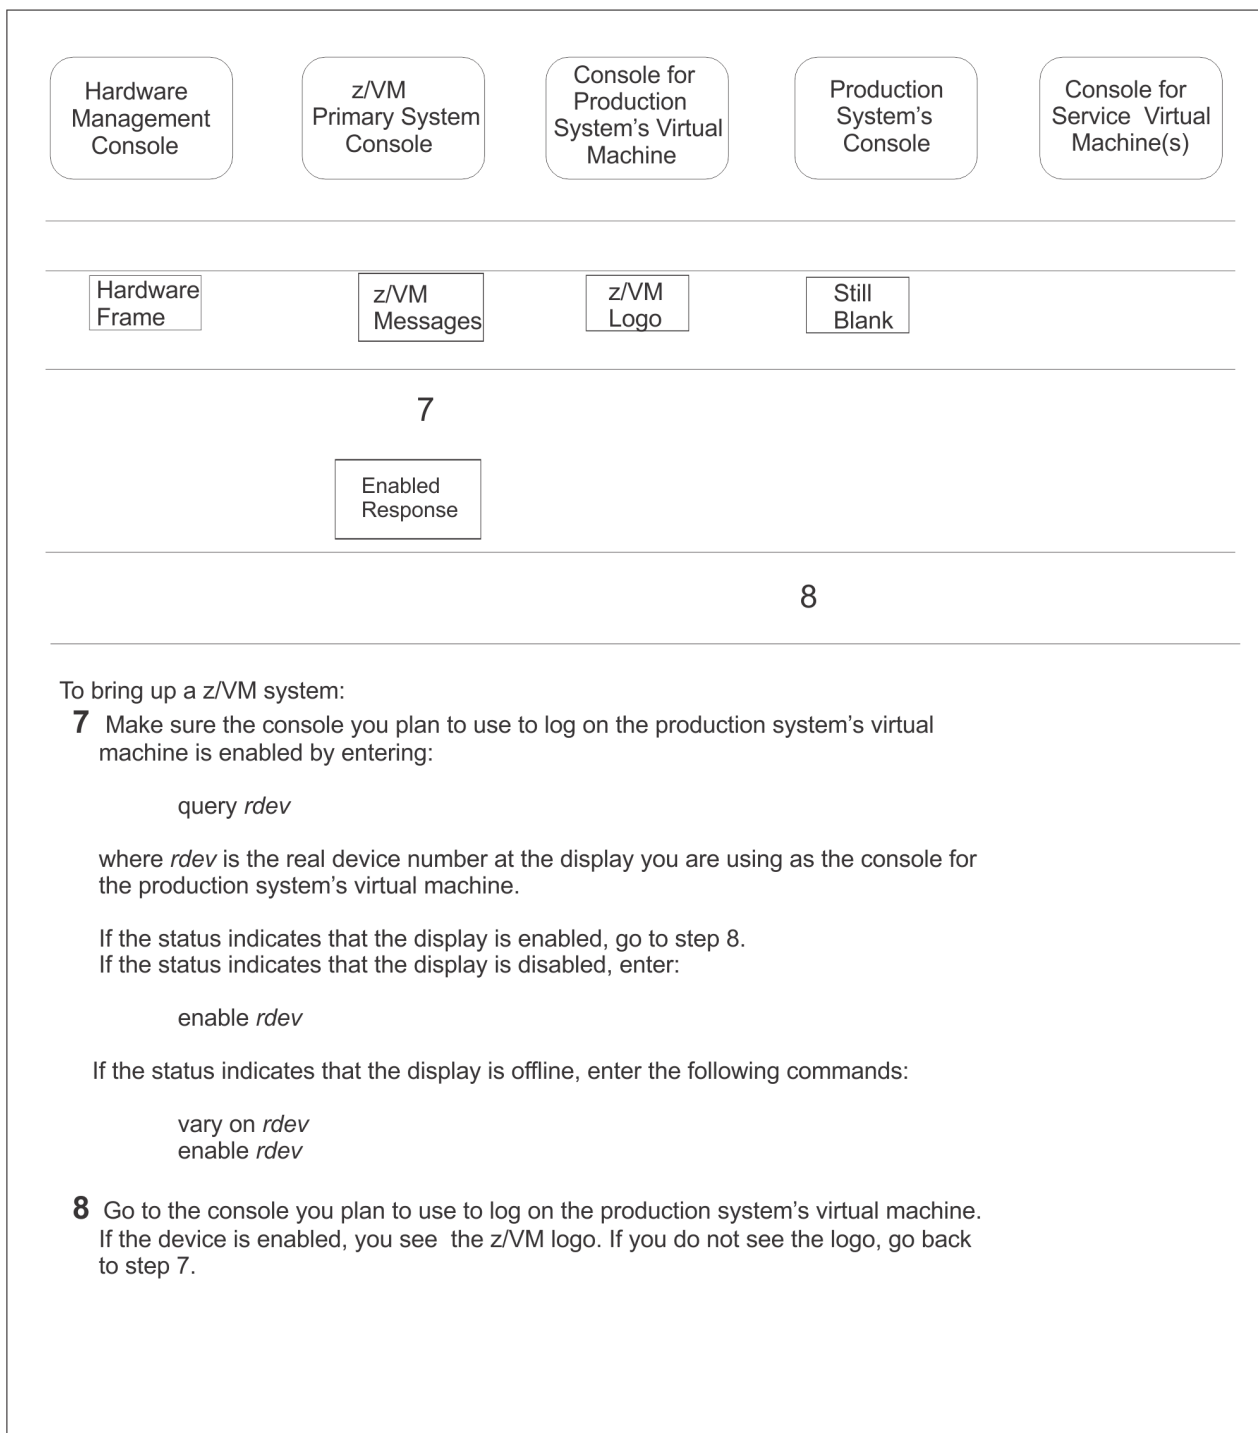 Hardware
Management
Console
z/VM
Primary System
Console
Console for
Production
System's Virtual
Machine
Production
System's
Console
Console for
Service Virtual
Machine(s)
Hardware
Frame
z/VM
Messages
z/VM
Logo
Still
Blank
7
Enabled
Response
8
To bring up a z/VM system:
7 Make sure the console you plan to use to log on the production system's virtual
machine is enabled by entering:
query rdev
where rdev is the real device number at the display you are using as the console for
the production system's virtual machine.
If the status indicates that the display is enabled, go to step 8.
If the status indicates that the display is disabled, enter:
enable rdev
If the status indicates that the display is offline, enter the following commands:
vary on rdev
enable rdev
8 Go to the console you plan to use to log on the production system's virtual machine.
If the device is enabled, you see the z/VM logo. If you do not see the logo, go back
to step 7.